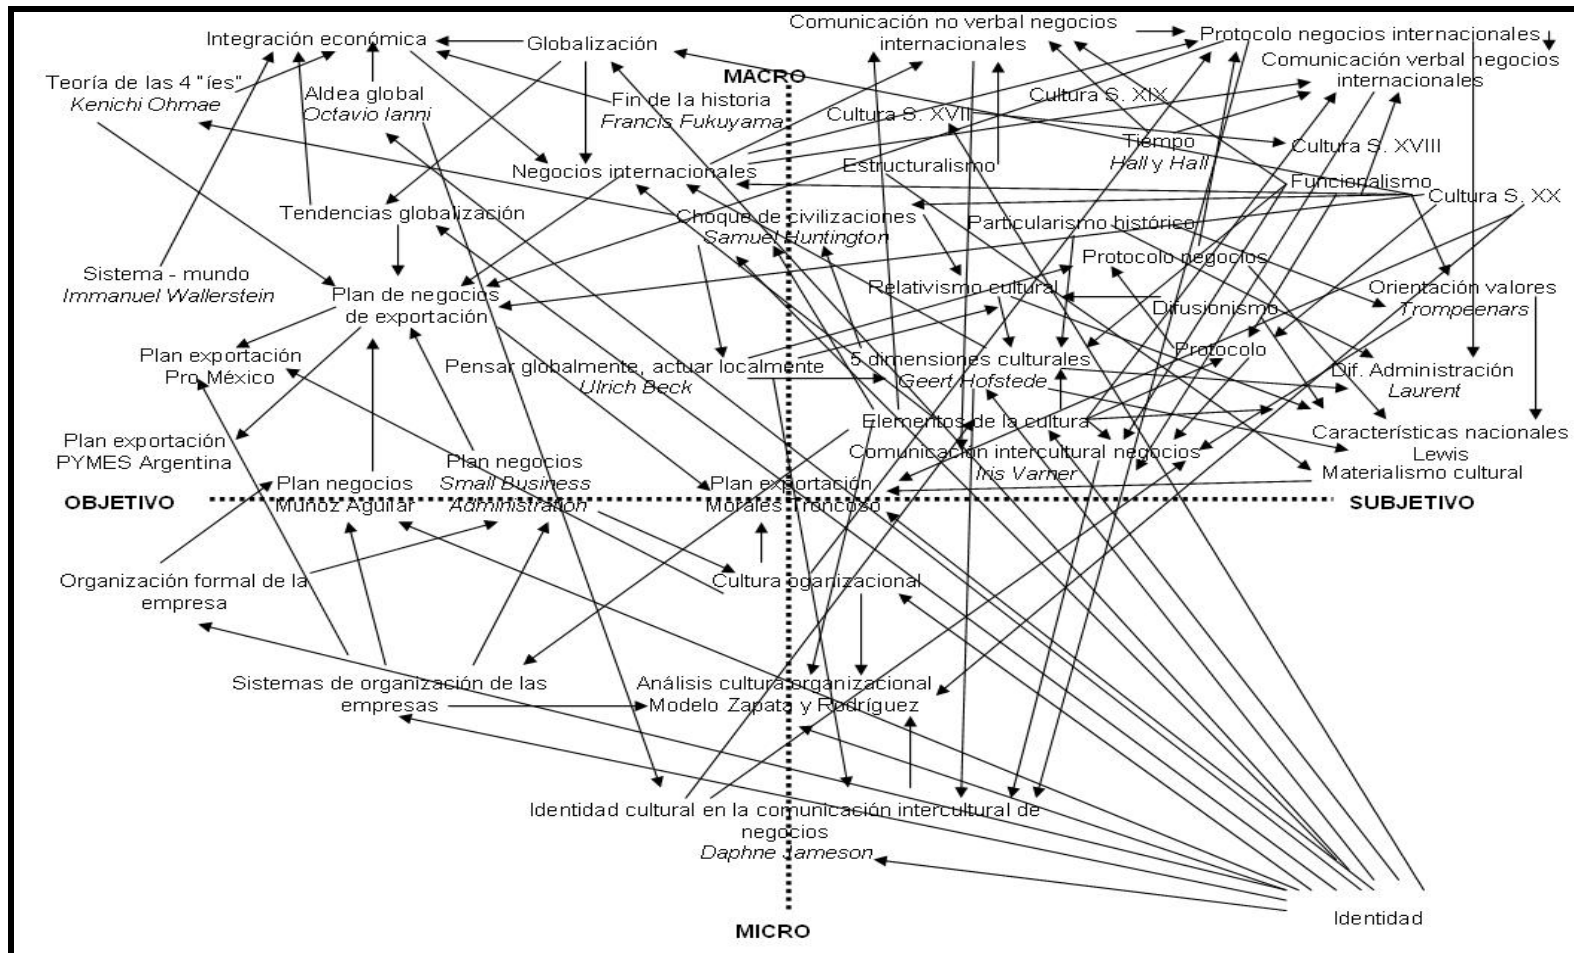 Comunicación no verbal negocios
internacionales
Protocolo negocios internacionales
Integración económica
Globalización
Comunicación verbal negocios
internacionales
MACRO
Teoría de las 4 "íes"
Kenichi Ohmae
Aldea global
Octavio Ianni
Fin de la historia
Francis Fukuyama
Cultura S. XIX
Cultura S. XVII
Tiempo
Hall y Hall
Cultura S. XVIII
Estructuralismo
Negocios internacionales
Funcionalismo
Cultura S. XX
Tendencias globalización
Choque de civilizaciones
Samuel Huntington
Particularismo histórico
Protocolo negocios
Sistema - mundo
Immanuel Wallerstein
Plan de negocios
de exportación
Relativismo cultural
Difusionismo
Orientación valores
Trompeenars
Plan exportación
Pro México
Pensar globalmente, actuar localmente
Ulrich Beck
5 dimensiones culturales
Geert Hofstede
Protocolo
Dif. Administración
Laurent
Elementos de la cultura
Plan exportación
PYMES Argentina
Comunicación intercultural negocios
Iris Varner
Características nacionales
Lewis
Plan negocios
Small Business
Administration
Materialismo cultural
Plan negocios
Muñoz Aguilar
Plan exportación
Morales Troncoso
OBJETIVO
SUBJETIVO
Organización formal de la
empresa
Cultura oganizacional
Sistemas de organización de las
empresas
Análisis cultura organizacional
Modelo Zapata y Rodríguez
Identidad cultural en la comunicación intercultural de
negocios
Daphne Jameson
Identidad
MICRO